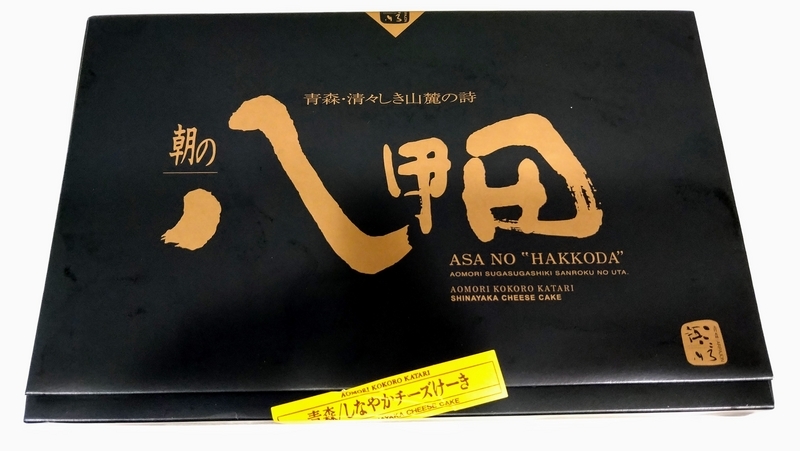 青森・清々しき山麓の詩
朝の
八甲田
ASA NO "HAKKODA"
AOMORI SUGASUGASHIKI SANROKU NO UTA.
AOMORI KOKORO KATARI
SHINAYAKA CHEESE CAKE
AOMORI KOKORO KATARI
青森/しなやかチーズけーき
CHEESE CAKE